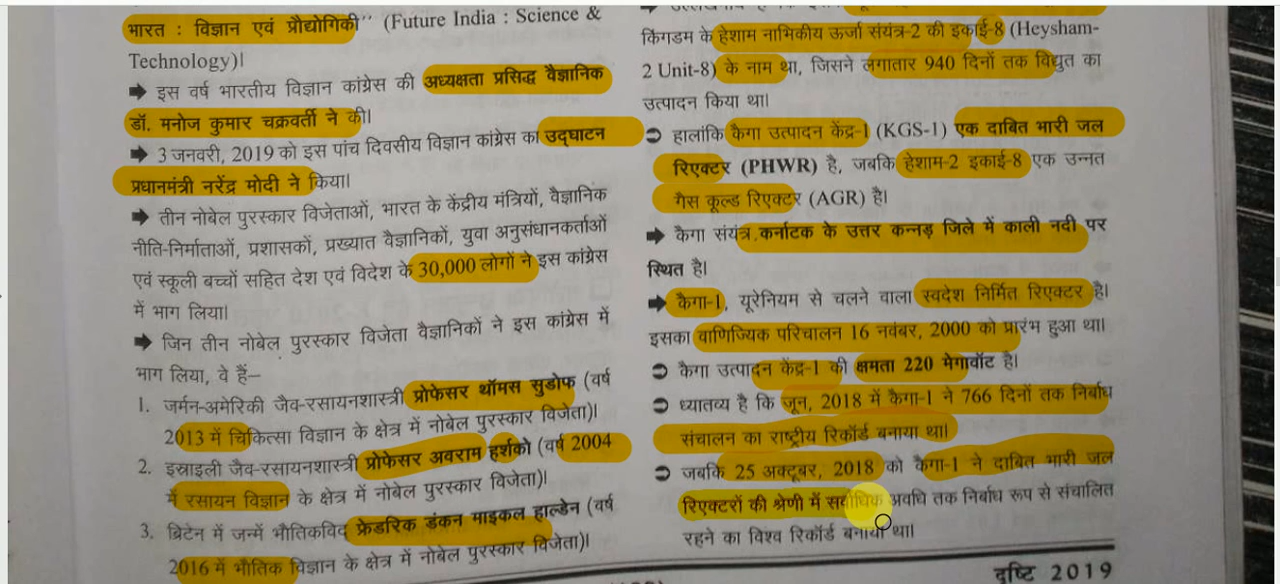 भारत : विज्ञान एवं प्रौद्योगिकी’’ (Future India : Science &
Technology)।
➡ इस वर्ष भारतीय विज्ञान कांग्रेस की अध्यक्षता प्रसिद्ध वैज्ञानिक
डॉ. मनोज कुमार चक्रवर्ती ने की।
➡ 3 जनवरी, 2019 को इस पांच दिवसीय विज्ञान कांग्रेस का उद्घाटन
प्रधानमंत्री नरेंद्र मोदी ने किया।
➡ तीन नोबेल पुरस्कार विजेताओं, भारत के केंद्रीय मंत्रियों, वैज्ञानिक
नीति-निर्माताओं, प्रशासकों, प्रख्यात वैज्ञानिकों, युवा अनुसंधानकर्ताओं
एवं स्कूली बच्चों सहित देश एवं विदेश के 30,000 लोगों ने इस कांग्रेस
में भाग लिया।
➡ जिन तीन नोबेल पुरस्कार विजेता वैज्ञानिकों ने इस कांग्रेस में
भाग लिया, वे हैं–
1. जर्मन-अमेरिकी जैव-रसायनशास्त्री प्रोफेसर थॉमस सुडोफ (वर्ष
2013 में चिकित्सा विज्ञान के क्षेत्र में नोबेल पुरस्कार विजेता)।
2. इस्राइली जैव-रसायनशास्त्री प्रोफेसर अवराम हर्शको (वर्ष 2004
में रसायन विज्ञान के क्षेत्र में नोबेल पुरस्कार विजेता)।
3. ब्रिटेन में जन्में भौतिकविद् फ्रेडरिक डंकन माइकल हाल्डेन (वर्ष
2016 में भौतिक विज्ञान के क्षेत्र में नोबेल पुरस्कार विजेता)।
किंगडम के हेशाम नाभिकीय ऊर्जा संयंत्र-2 की इकाई-8 (Heysham-
2 Unit-8) के नाम था, जिसने लगातार 940 दिनों तक विद्युत का
उत्पादन किया था।
➲ हालांकि कैगा उत्पादन केंद्र-1 (KGS-1) एक दाबित भारी जल
रिएक्टर (PHWR) है, जबकि हेशाम-2 इकाई-8 एक उन्नत
गैस कूल्ड रिएक्टर (AGR) है।
➡ कैगा संयंत्र कर्नाटक के उत्तर कन्नड़ जिले में काली नदी पर
स्थित है।
➡ कैगा-1, यूरेनियम से चलने वाला स्वदेश निर्मित रिएक्टर है।
इसका वाणिज्यिक परिचालन 16 नवंबर, 2000 को प्रारंभ हुआ था।
➲ कैगा उत्पादन केंद्र-1 की क्षमता 220 मेगावॉट है।
➲ ध्यातव्य है कि जून, 2018 में कैगा-1 ने 766 दिनों तक निर्बाध
संचालन का राष्ट्रीय रिकॉर्ड बनाया था।
➲ जबकि 25 अक्टूबर, 2018 को कैगा-1 ने दाबित भारी जल
रिएक्टरों की श्रेणी में सर्वाधिक अवधि तक निर्बाध रूप से संचालित
रहने का विश्व रिकॉर्ड बनाया था।
दृष्टि 2019